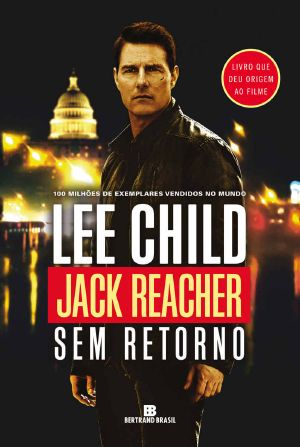 LIVRO QUE
DEU ORIGEM
AO FILME
100 MILHÕES DE EXEMPLARES VENDIDOS NO MUNDO
LEE CHILD
JACK REACHER
SEM RETORNO
BB
BERTRAND BRASIL